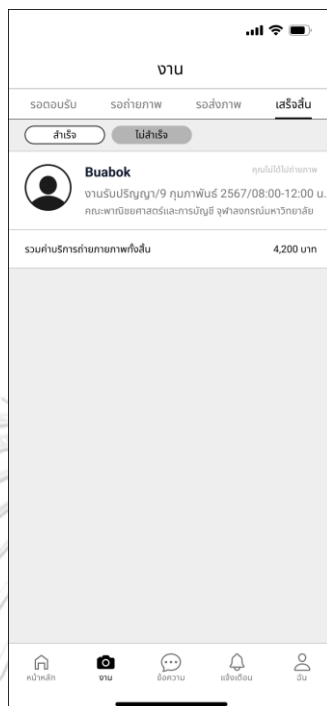 งาน
รอตอบรับ รอถ่ายภาพ รอส่งภาพ เสร็จสิ้น
สำเร็จ ไม่สำเร็จ
Buabok คุณไม่ได้ไปถ่ายภาพ
งานรับปริญญา/9 กุมภาพันธ์ 2567/08:00-12:00 น.
คณะพาณิชยศาสตร์และการบัญชี จุฬาลงกรณ์มหาวิทยาลัย
รวมค่าบริการถ่ายภายภาพทั้งสิ้น 4,200 บาท
หน้าหลัก งาน ข้อความ แจ้งเตือน ฉัน